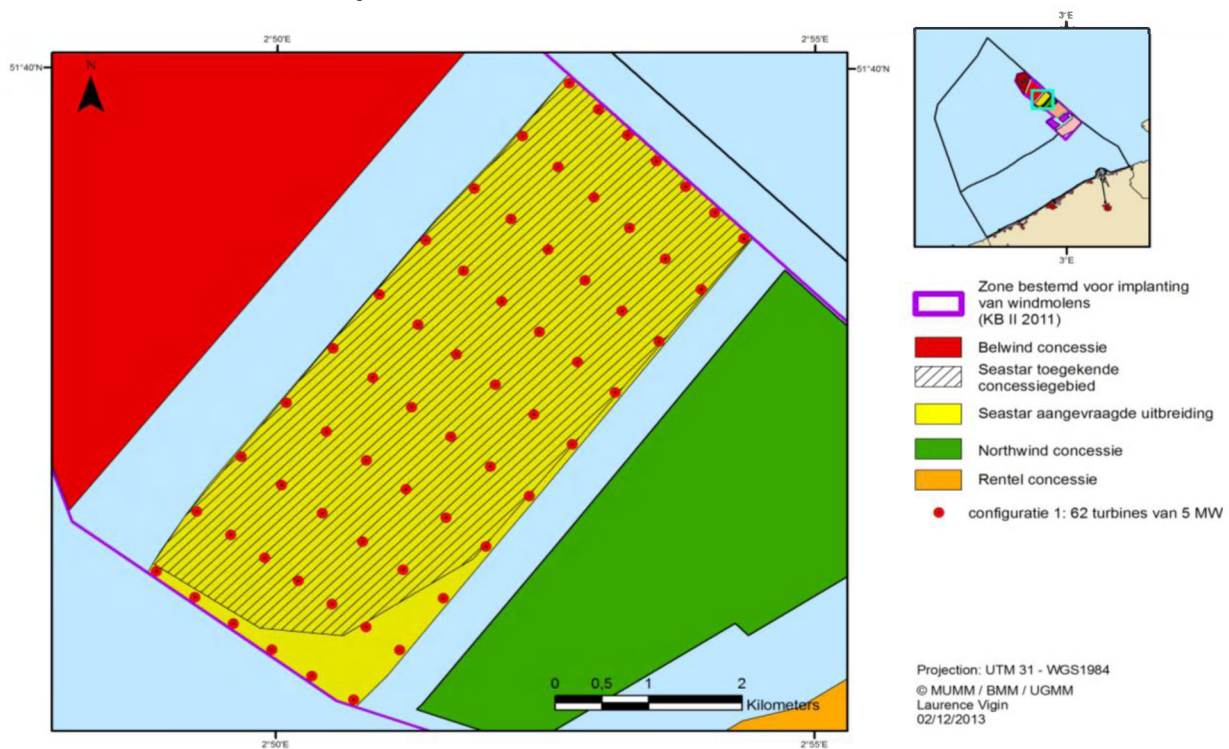 2°50'E
2°55'E
51°40'N
51°40'N
N
0 0,5 1 2
Kilometers
2°50'E
2°55'E
3°E
3°E
Zone bestemd voor implanting
van windmolens
(KB II 2011)
Belwind concessie
Seastar toegekende
concessiegebied
Seastar aangevraagde uitbreiding
Northwind concessie
Rentel concessie
configuratie 1: 62 turbines van 5 MW
Projection: UTM 31 - WGS1984
© MUMM / BMM / UGMM
Laurence Vigin
02/12/2013